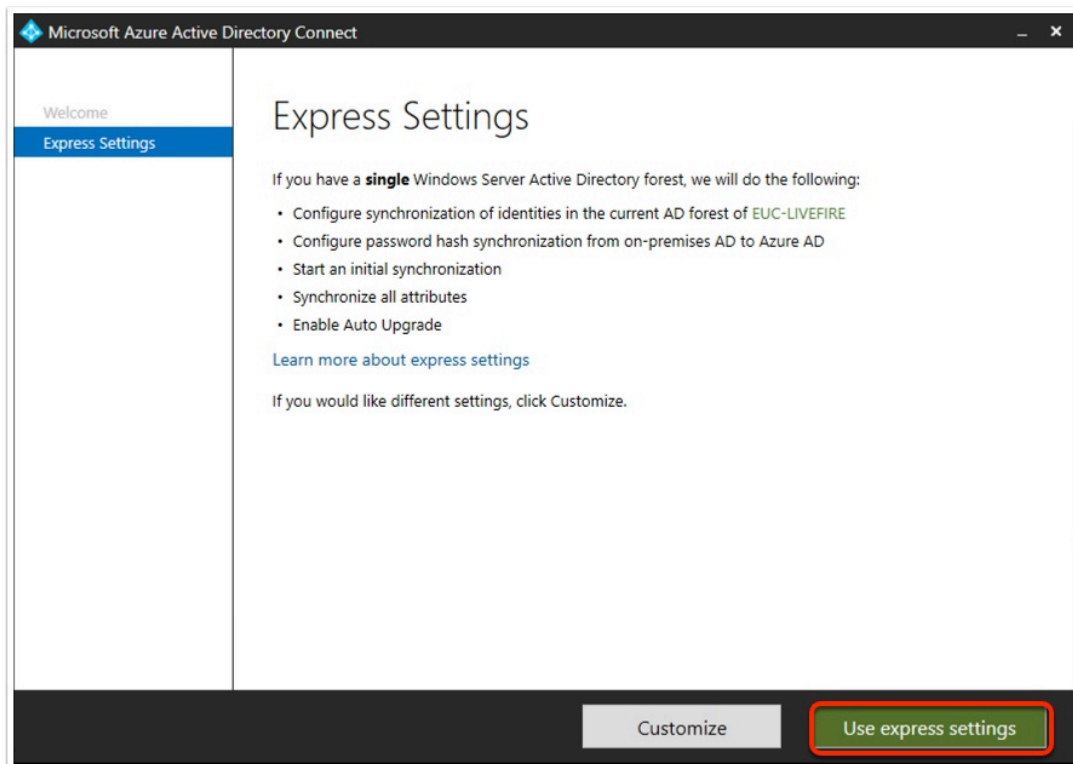 Microsoft Azure Active Directory Connect
Welcome
Express Settings
Express Settings
If you have a single Windows Server Active Directory forest, we will do the following:
• Configure synchronization of identities in the current AD forest of EUC-LIVEFIRE
• Configure password hash synchronization from on-premises AD to Azure AD
• Start an initial synchronization
• Synchronize all attributes
• Enable Auto Upgrade
Learn more about express settings
If you would like different settings, click Customize.
Customize
Use express settings